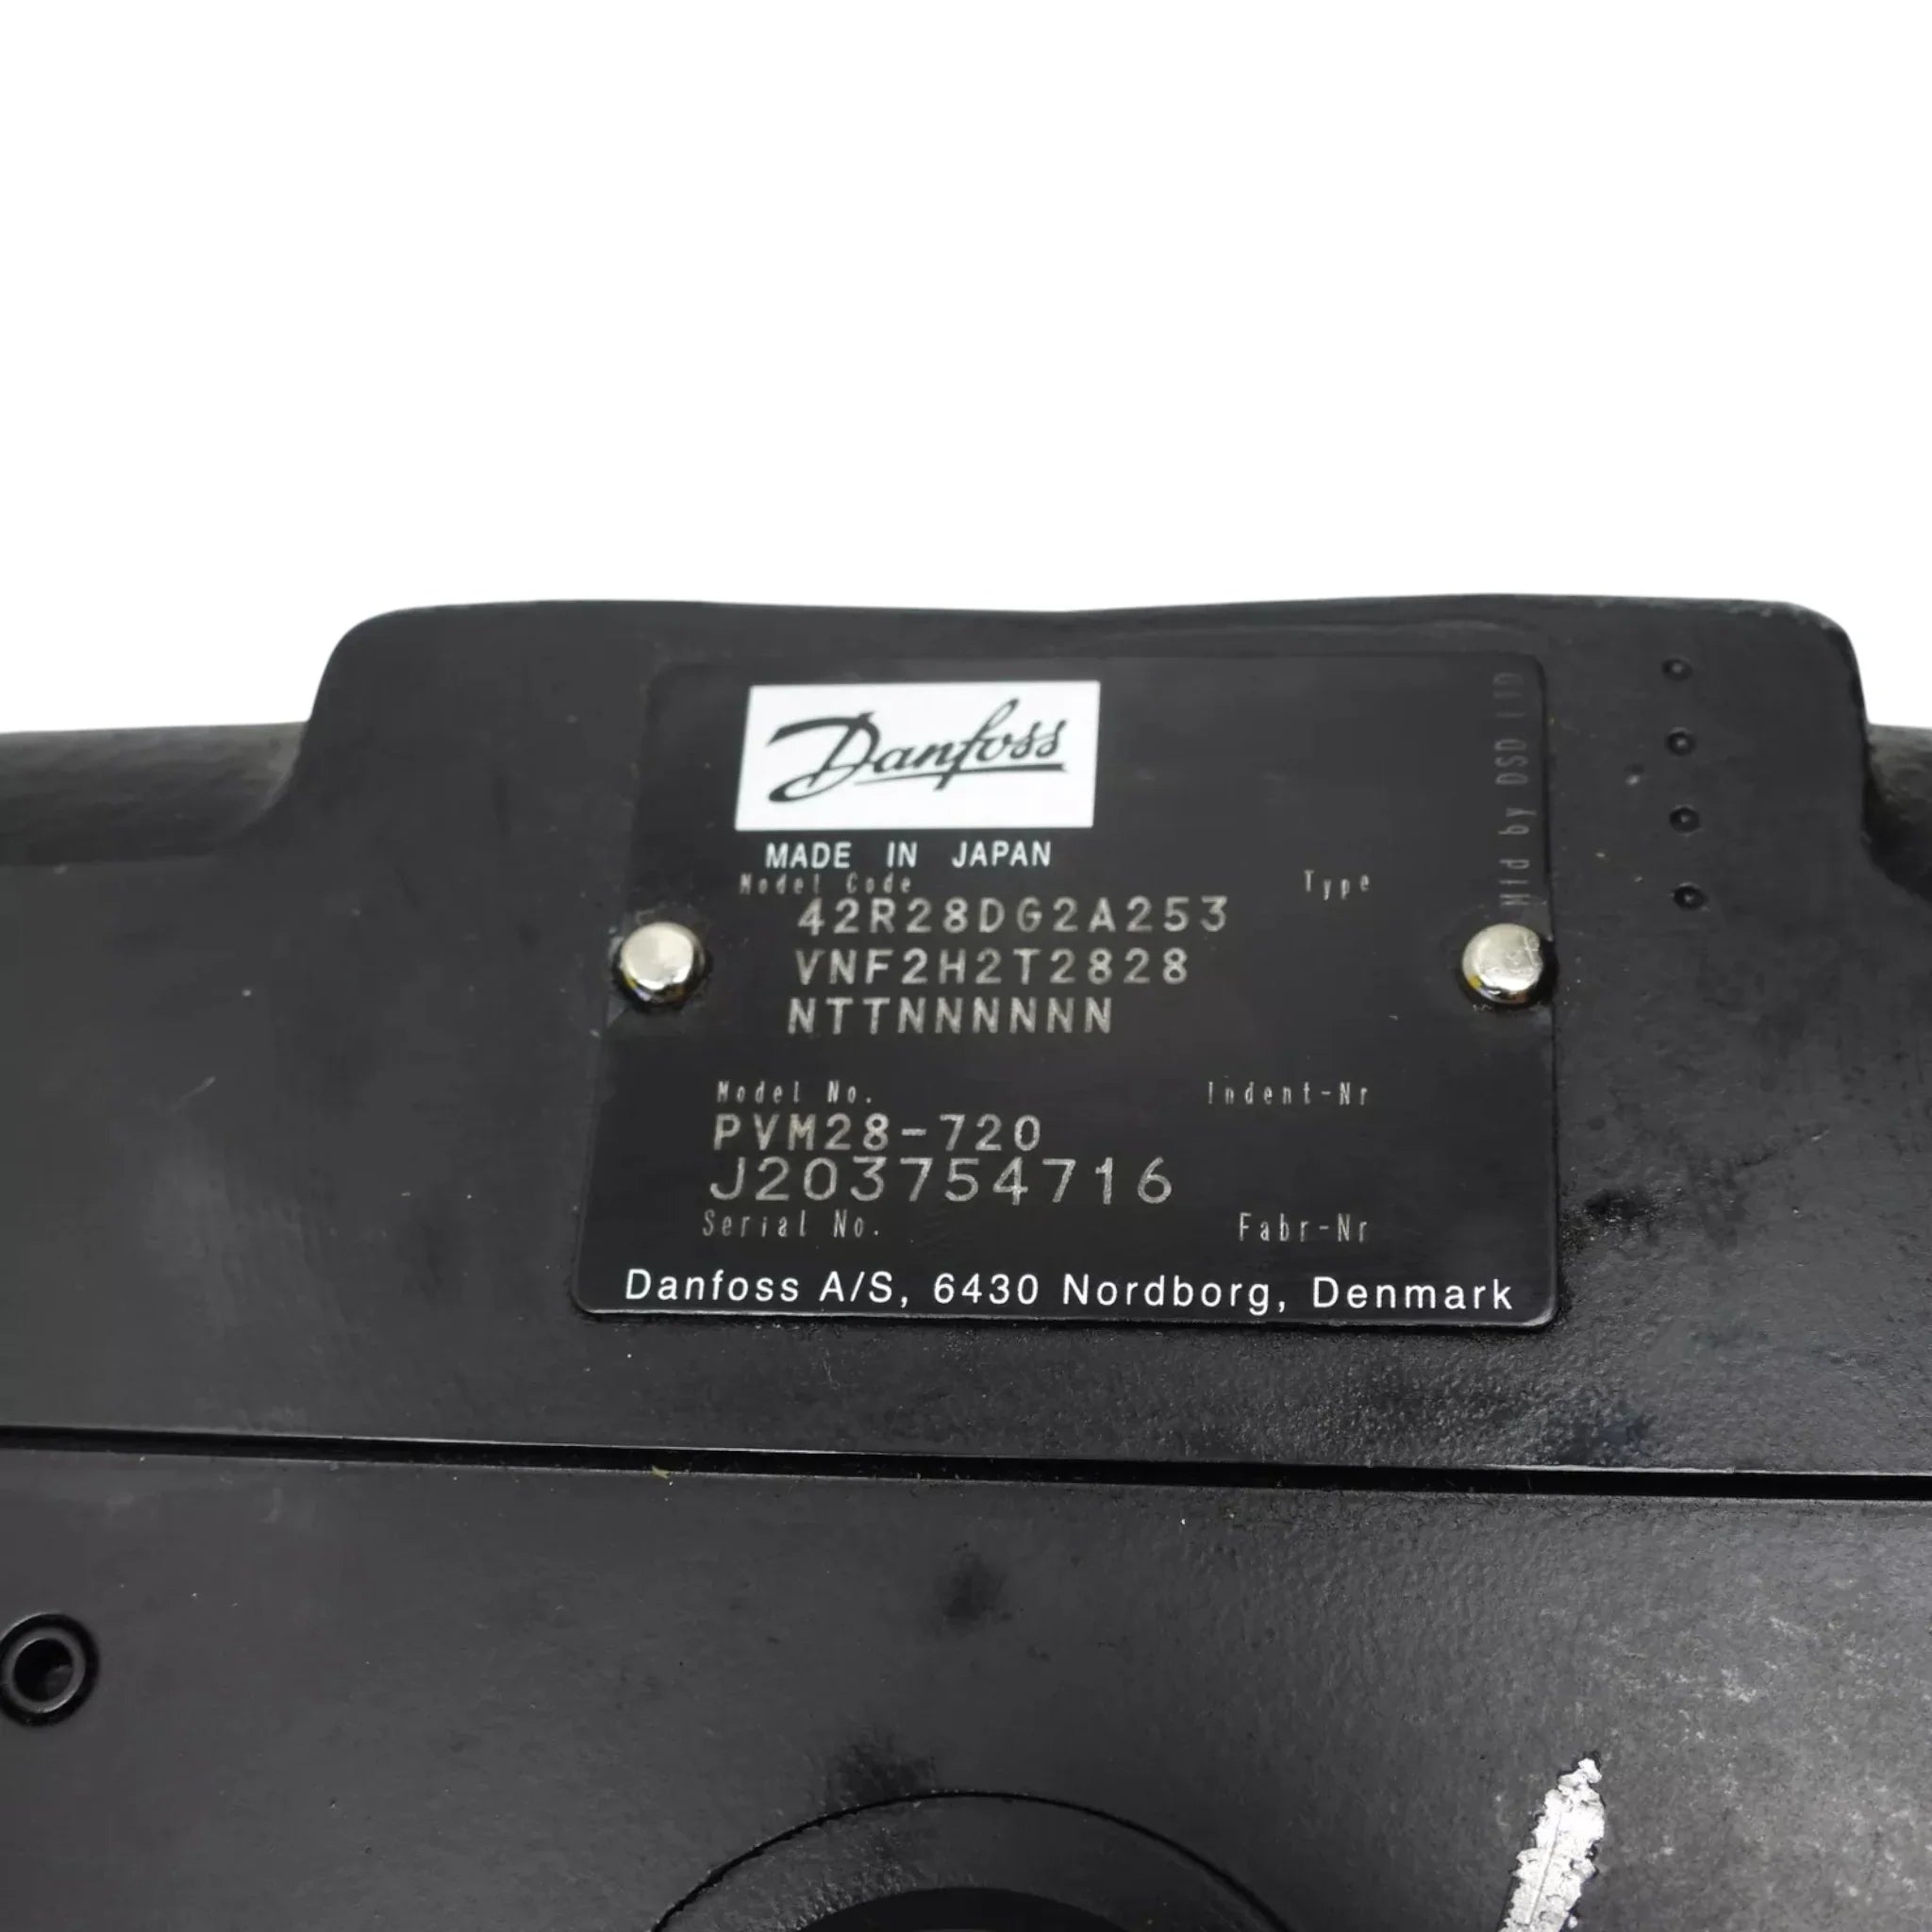 Danfoss
MADE IN JAPAN
Model Code Type
42R28DG2A253
VNF2H2T2828
NTTNNNNNNN
Model No. Indent-Nr
PVM28-720
J203754716
Serial No. Fabr-Nr
Danfoss A/S, 6430 Nordborg, Denmark
Mfd by DSD LTD